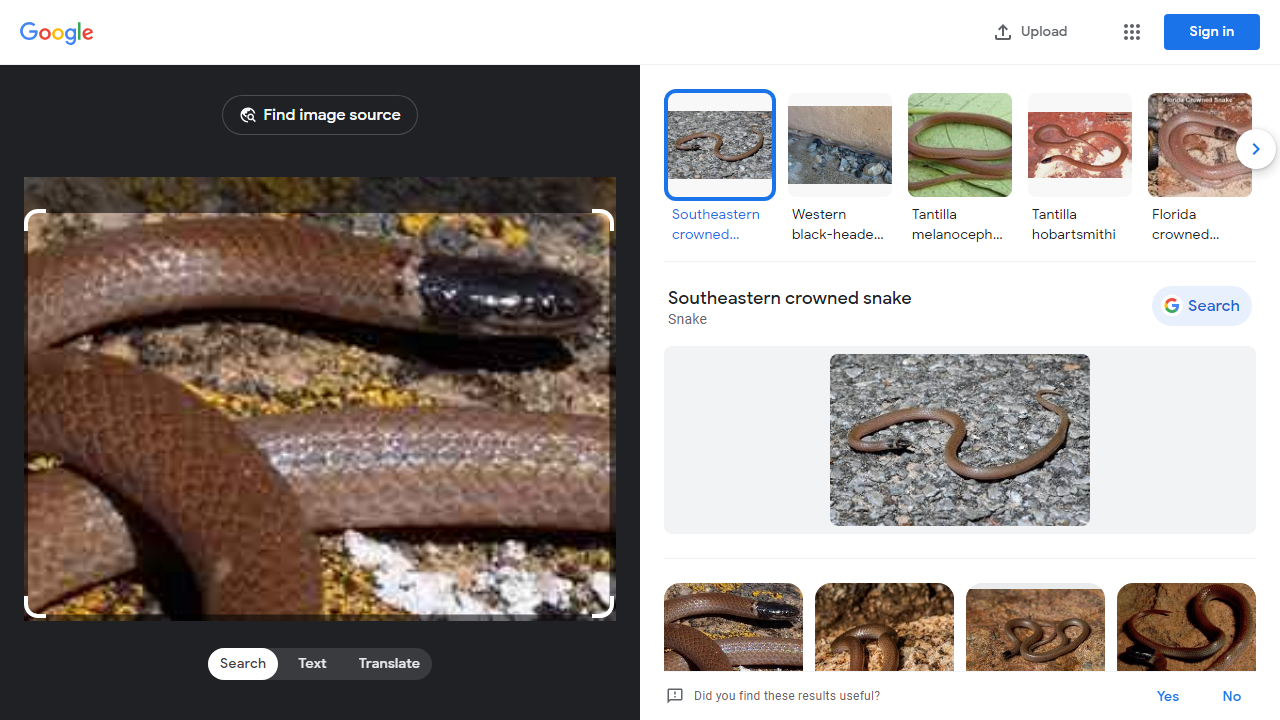 Google
Upload
Sign in
Find image source
Southeastern
crowned...
Western
black-heade...
Tantilla
melanoceph...
Tantilla
hobartsmithi
Florida Crowned Snake
Florida
crowned...
Southeastern crowned snake
Snake
Search
Search
Text
Translate
Did you find these results useful?
Yes
No